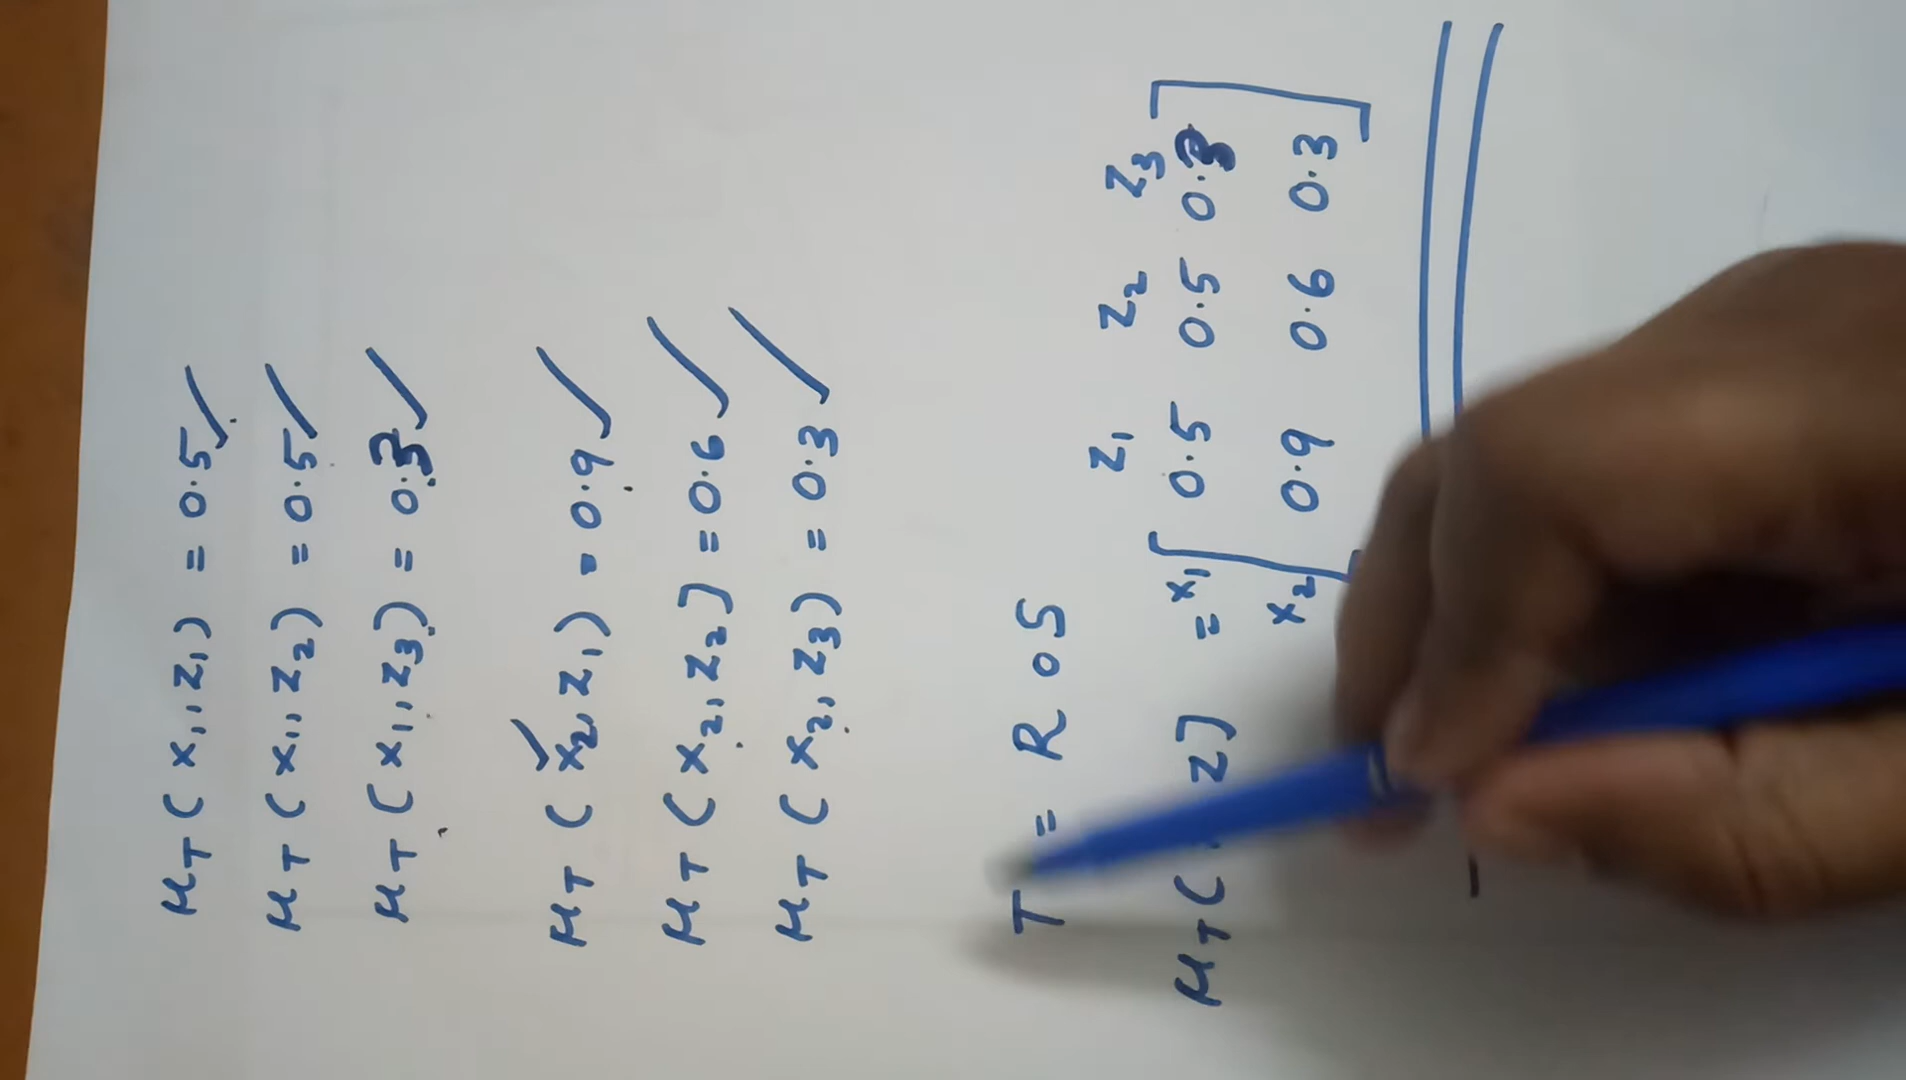 μT(x1,z1) = 0.5✓
μT(x1,z2) = 0.5✓
μT(x1,z3) = 0.3✓
μT(x2,z1) = 0.9✓
μT(x2,z2] = 0.6✓
μT(x2,z3) = 0.3✓
T = R o S
z1 z2 z3
μT( z] = x1 [ 0.5 0.5 0.3 ]
x2 0.9 0.6 0.3